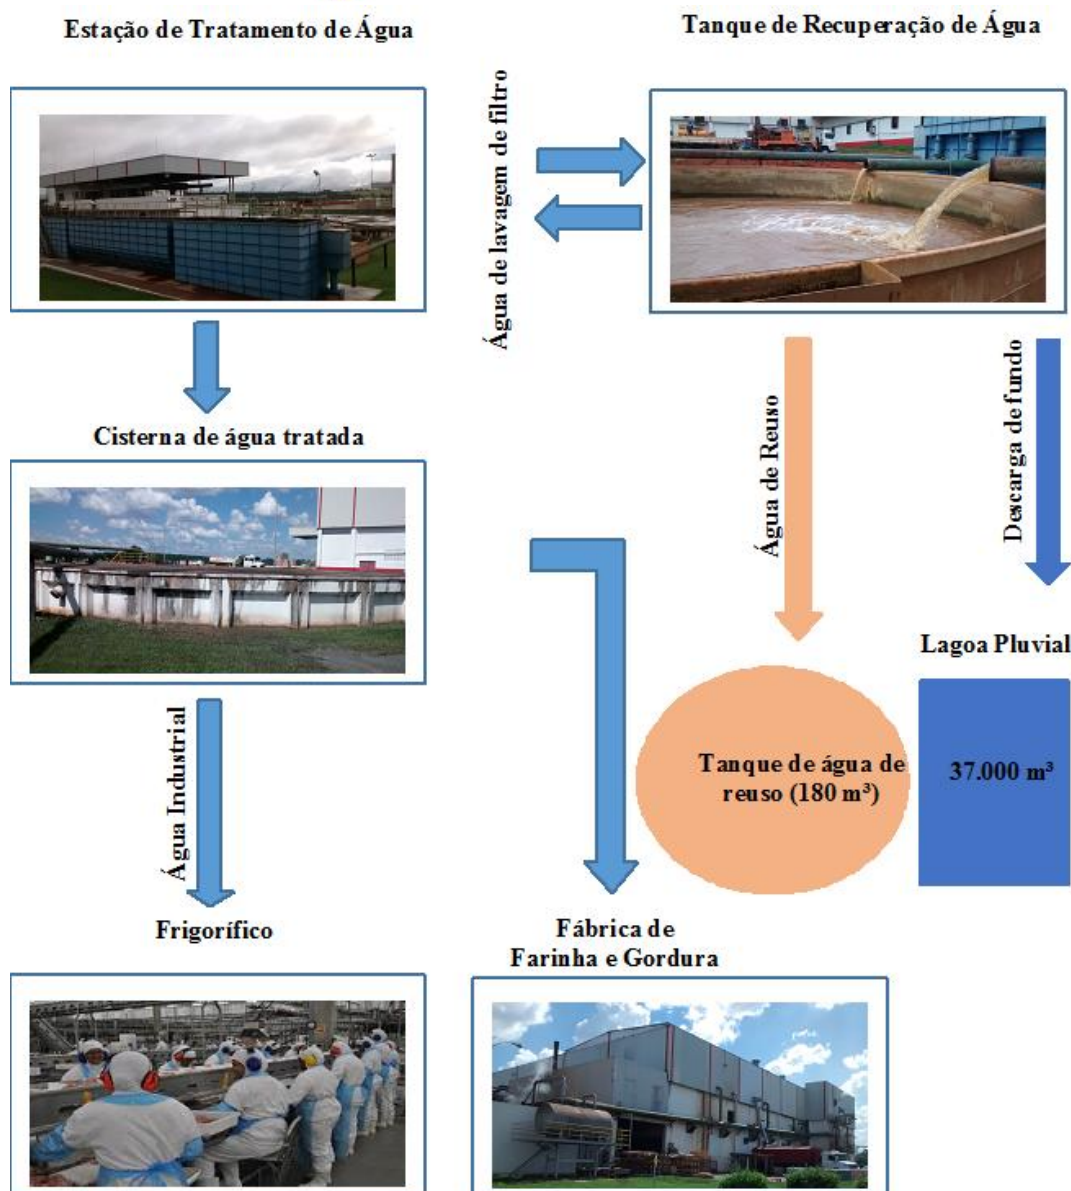 Estação de Tratamento de Água
Tanque de Recuperação de Água
Água de lavagem de filtro
Água de Reuso
Descarga de fundo
Cisterna de água tratada
Lagoa Pluvial
Tanque de água de
reuso (180 m³)
37.000 m³
Água Industrial
Frigorífico
Fábrica de
Farinha e Gordura